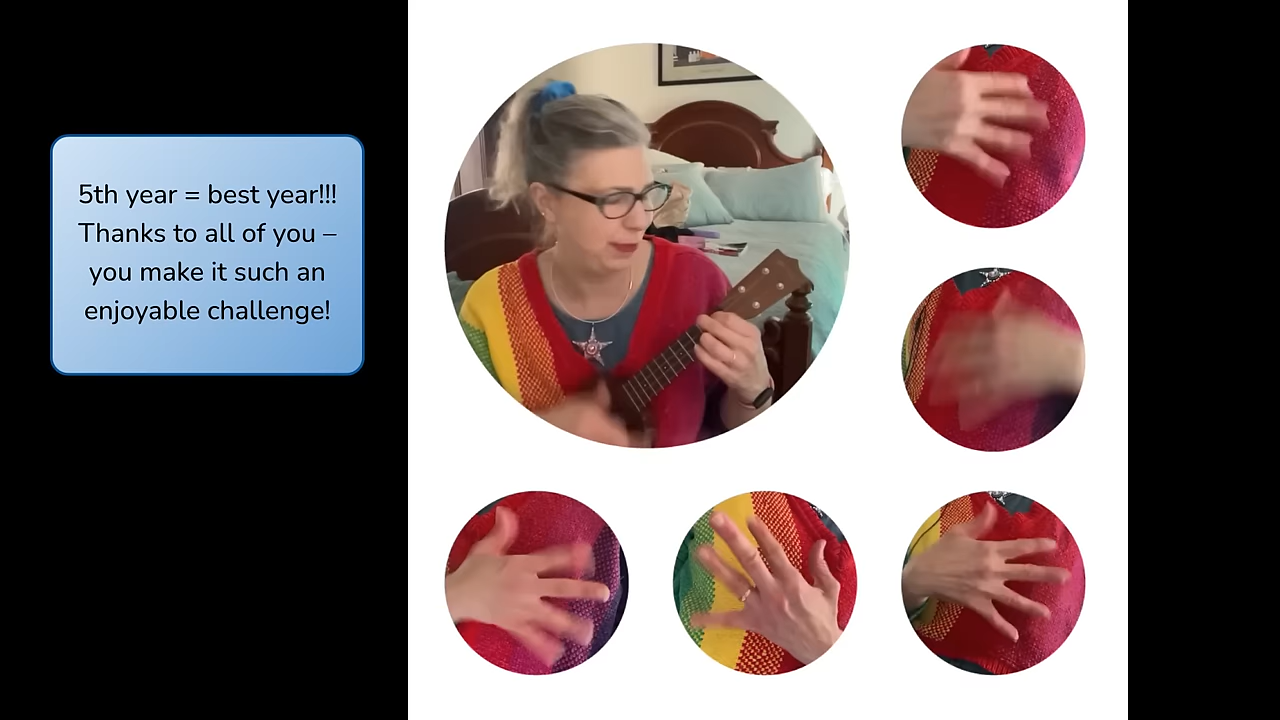 5th year = best year!!!
Thanks to all of you –
you make it such an
enjoyable challenge!